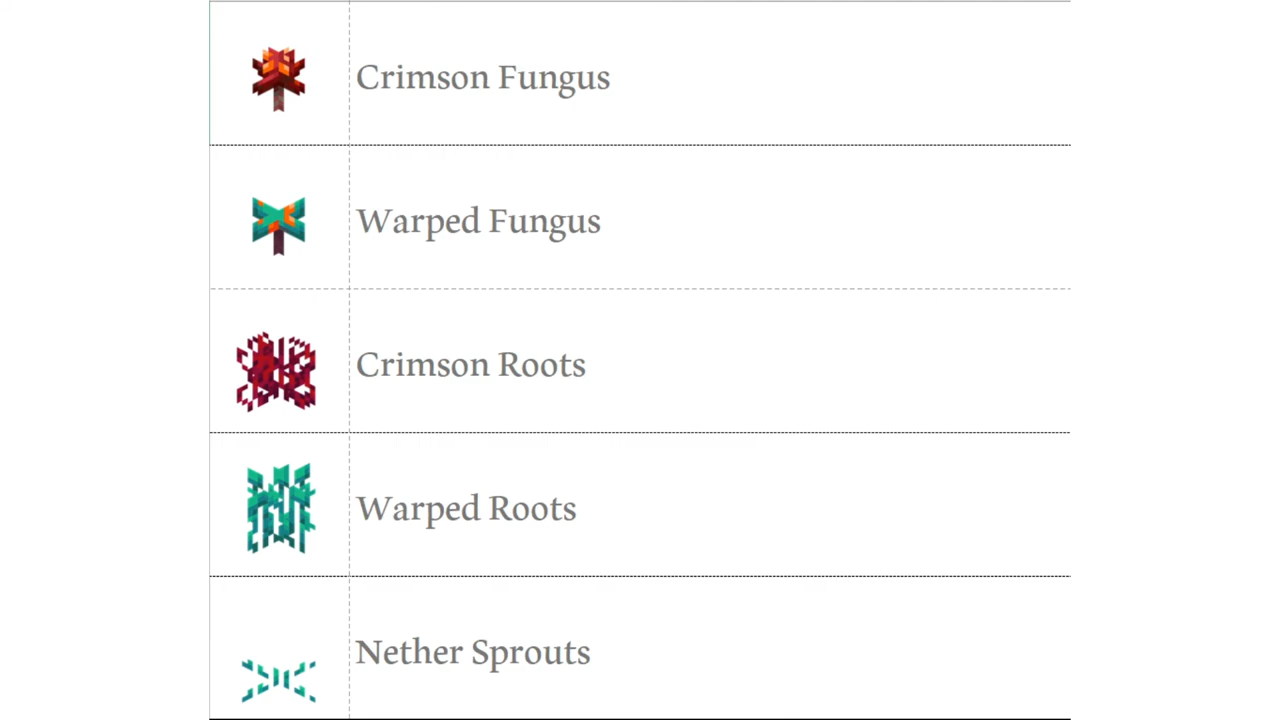 Crimson Fungus
Warped Fungus
Crimson Roots
Warped Roots
Nether Sprouts